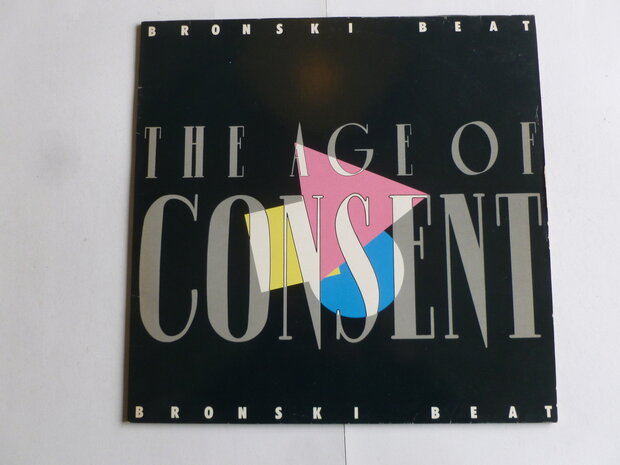 BRONSKI BEAT
THE AGE OF
CONSENT
BRONSKI BEAT